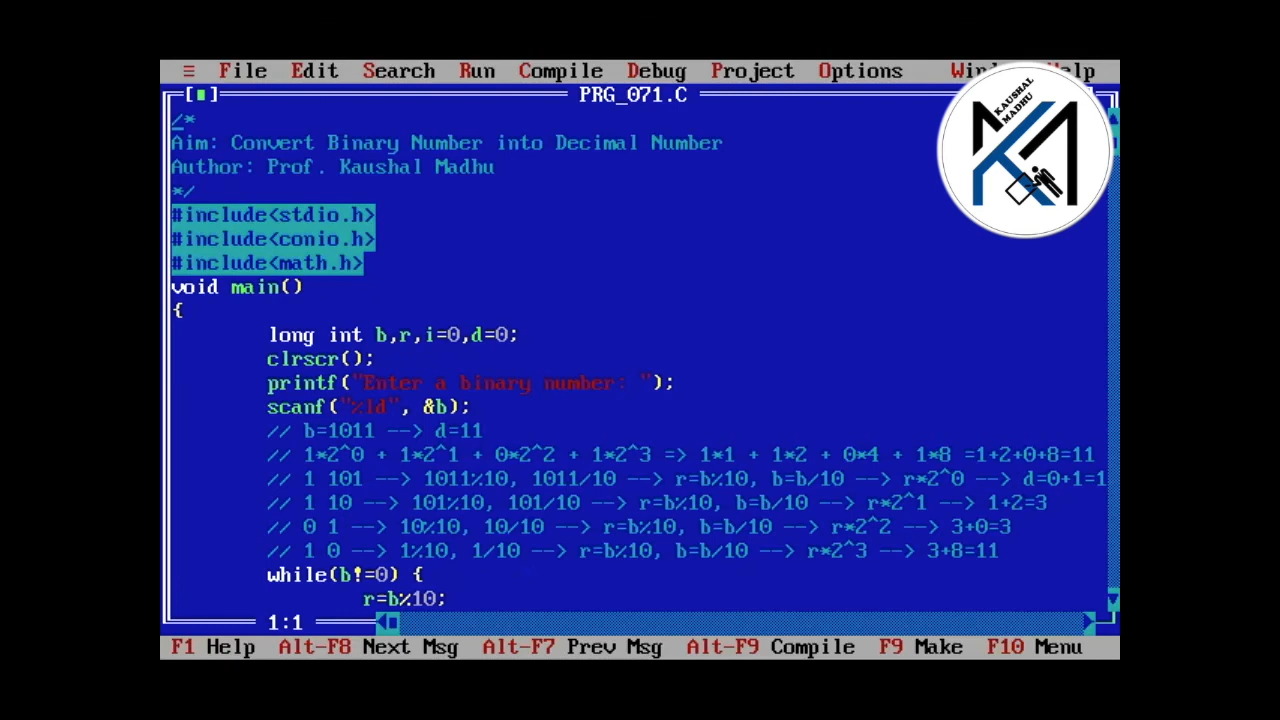 ≡ File Edit Search Run Compile Debug Project Options
PRG_071.C
KAUSHAL
MADHU
/*
Aim: Convert Binary Number into Decimal Number
Author: Prof. Kaushal Madhu
*/
#include<stdio.h>
#include<conio.h>
#include<math.h>
void main()
{
long int b,r,i=0,d=0;
clrscr();
printf("Enter a binary number: ");
scanf("%ld", &b);
// b=1011 --> d=11
// 1*2^0 + 1*2^1 + 0*2^2 + 1*2^3 => 1*1 + 1*2 + 0*4 + 1*8 =1+2+0+8=11
// 1 101 --> 1011%10, 1011/10 --> r=b%10, b=b/10 --> r*2^0 --> d=0+1=1
// 1 10 --> 101%10, 101/10 --> r=b%10, b=b/10 --> r*2^1 --> 1+2=3
// 0 1 --> 10%10, 10/10 --> r=b%10, b=b/10 --> r*2^2 --> 3+0=3
// 1 0 --> 1%10, 1/10 --> r=b%10, b=b/10 --> r*2^3 --> 3+8=11
while(b!=0) {
r=b%10;
1:1
F1 Help Alt-F8 Next Msg Alt-F7 Prev Msg Alt-F9 Compile F9 Make F10 Menu